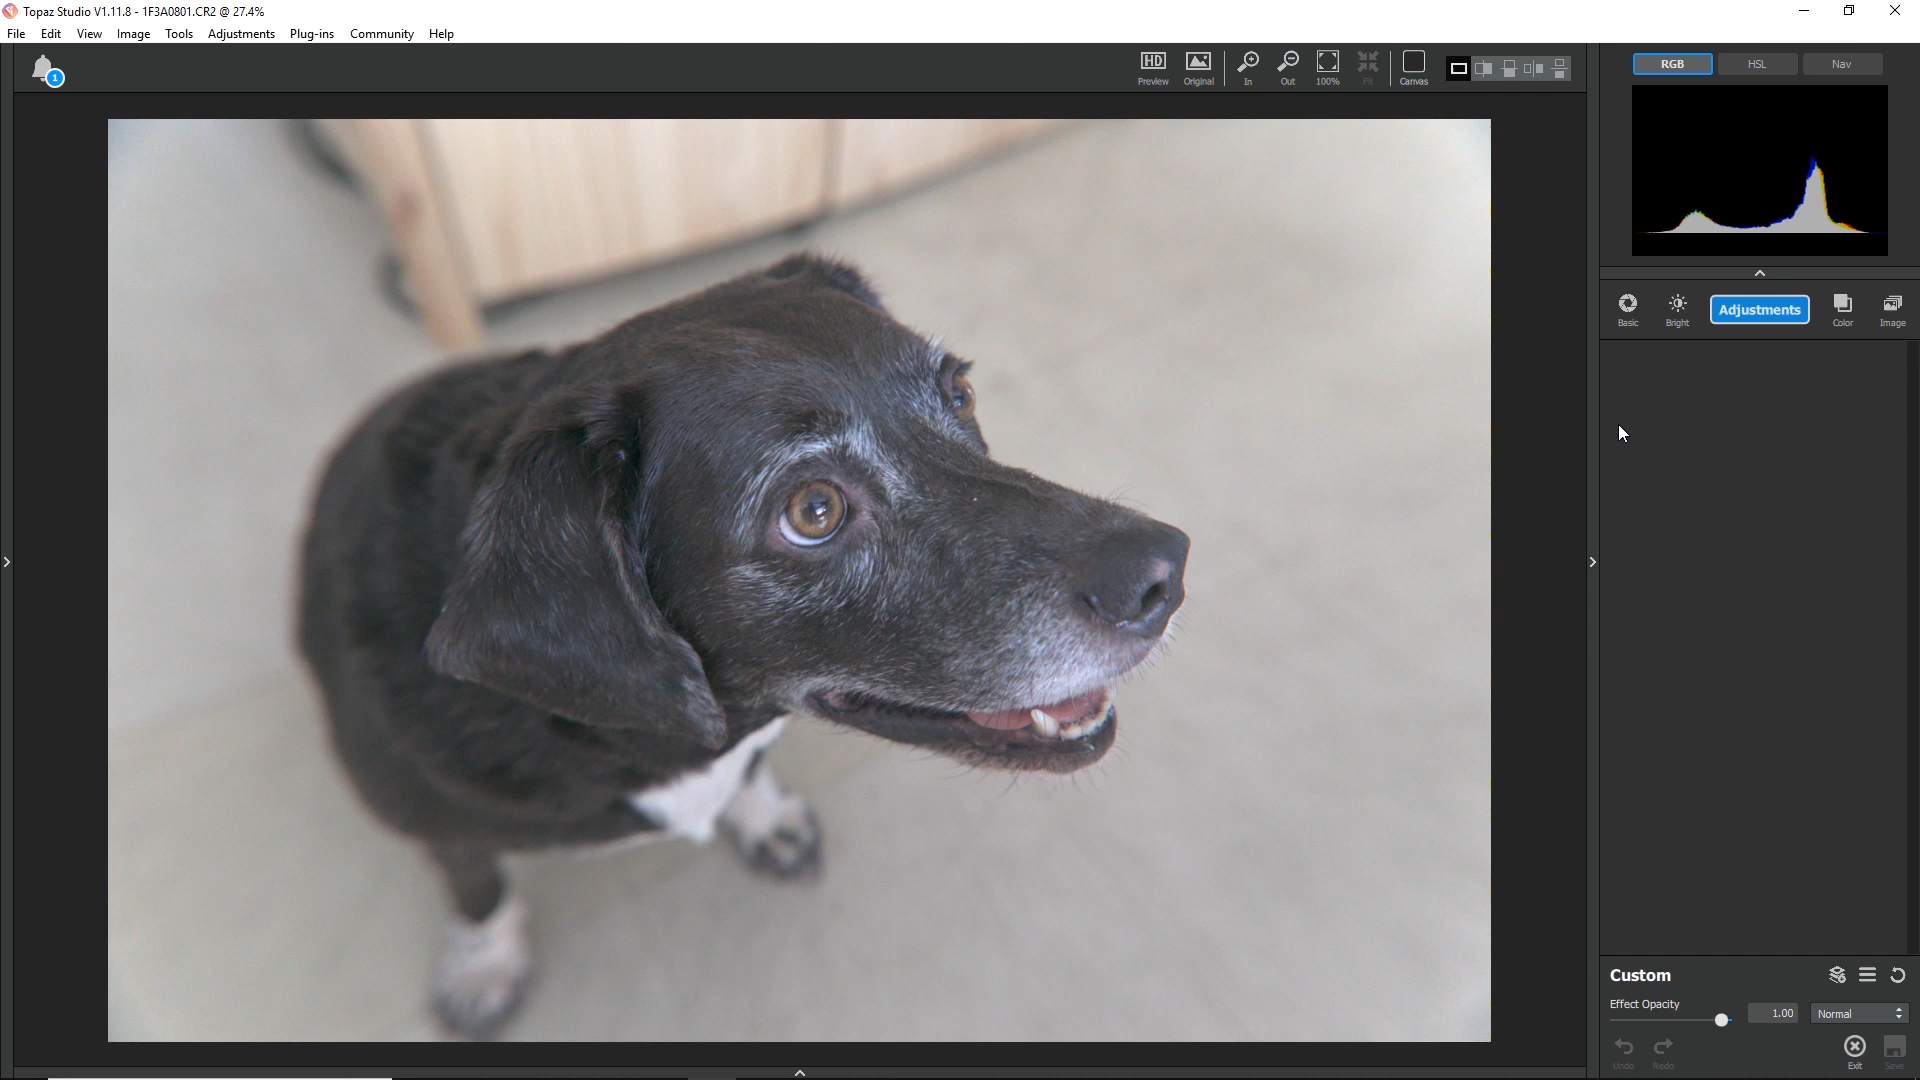 Topaz Studio V1.11.8 - 1F3A0801.CR2 @ 27.4%
File Edit View Image Tools Adjustments Plug-ins Community Help
1
HD
Preview Original In Out 100% Fit Canvas
RGB HSL Nav
Basic Bright Adjustments Color Image
Custom
Effect Opacity
1.00 Normal
Undo Redo Exit Save